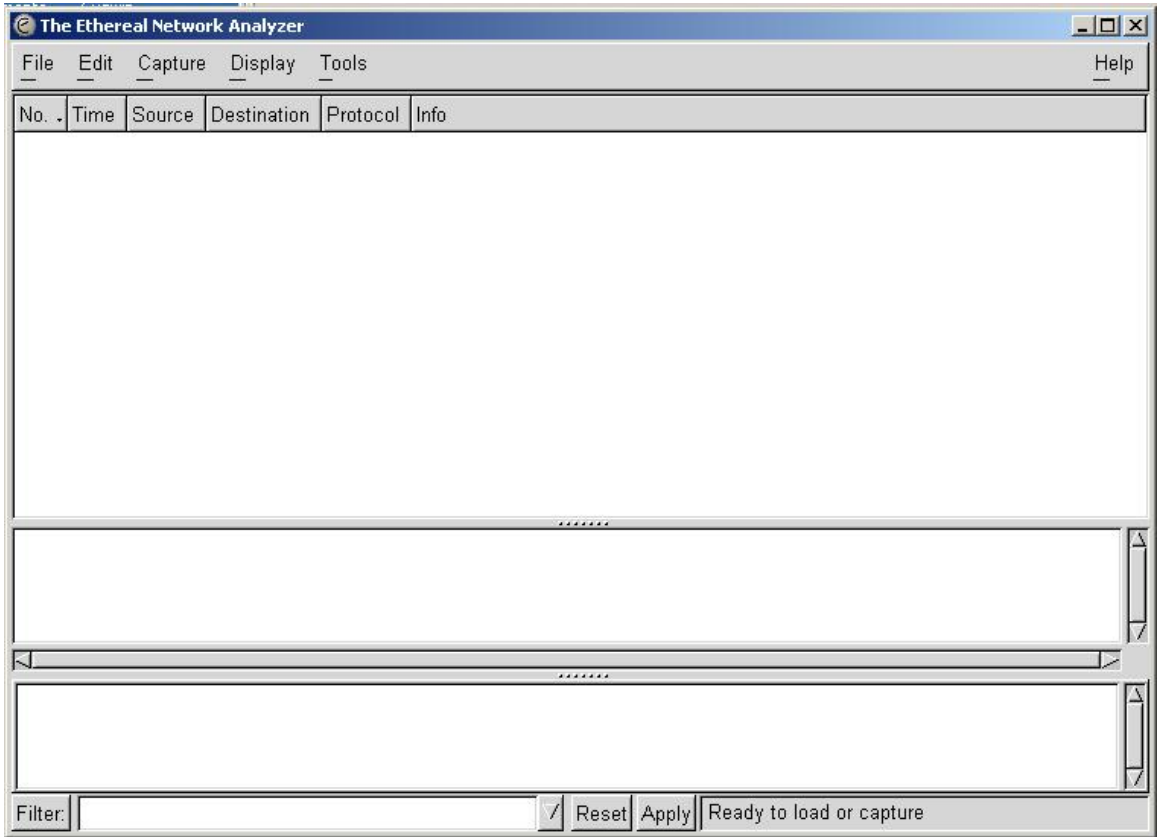 The Ethereal Network Analyzer
File Edit Capture Display Tools Help
No. Time Source Destination Protocol Info
Filter: Reset Apply Ready to load or capture